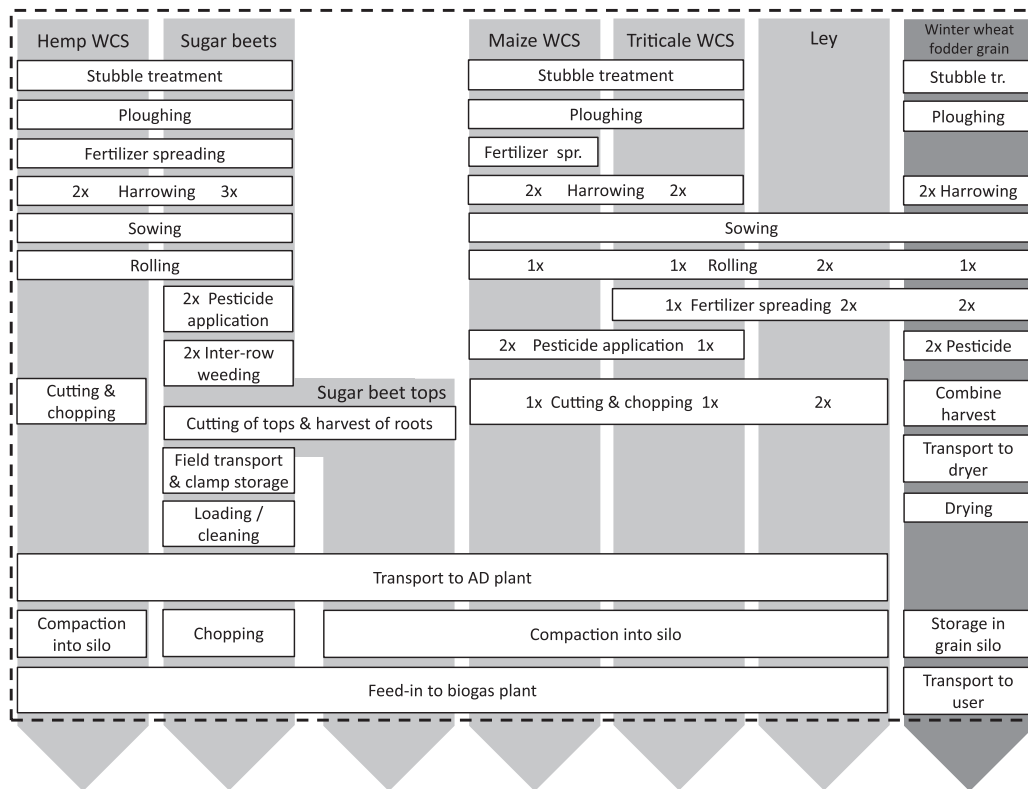 Hemp WCS
Sugar beets
Maize WCS
Triticale WCS
Ley
Winter wheat
fodder grain
Stubble treatment
Stubble treatment
Stubble tr.
Ploughing
Ploughing
Ploughing
Fertilizer spreading
Fertilizer spr.
2x Harrowing 3x
2x Harrowing 2x
2x Harrowing
Sowing
Sowing
Rolling
1x 1x Rolling 2x 1x
2x Pesticide
application
1x Fertilizer spreading 2x 2x
2x Inter-row
weeding
2x Pesticide application 1x
2x Pesticide
Cutting &
chopping
Sugar beet tops
Cutting of tops & harvest of roots
1x Cutting & chopping 1x 2x
Combine
harvest
Field transport
& clamp storage
Transport to
dryer
Loading /
cleaning
Drying
Transport to AD plant
Compaction
into silo
Chopping
Compaction into silo
Storage in
grain silo
Feed-in to biogas plant
Transport to
user